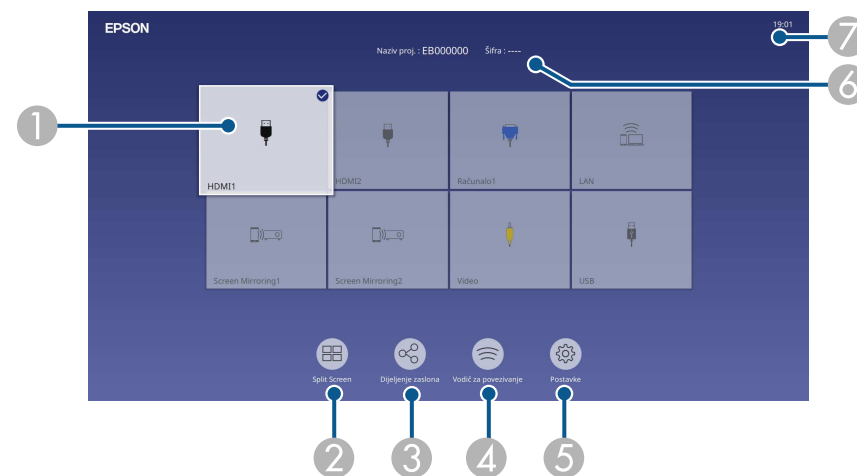 EPSON
19:01
7
Naziv proj. : EB000000 Šifra : ----
6
1
HDMI1
HDMI2
Računalo1
LAN
Screen Mirroring1
Screen Mirroring2
Video
USB
Split Screen
Dijeljenje zaslona
Vodič za povezivanje
Postavke
2
3
4
5